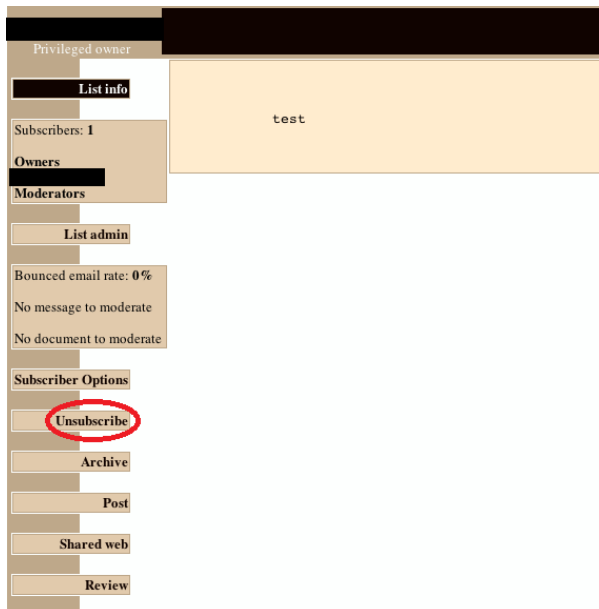 Privileged owner
List info
test
Subscribers: 1
Owners
Moderators
List admin
Bounced email rate: 0%
No message to moderate
No document to moderate
Subscriber Options
Unsubscribe
Archive
Post
Shared web
Review